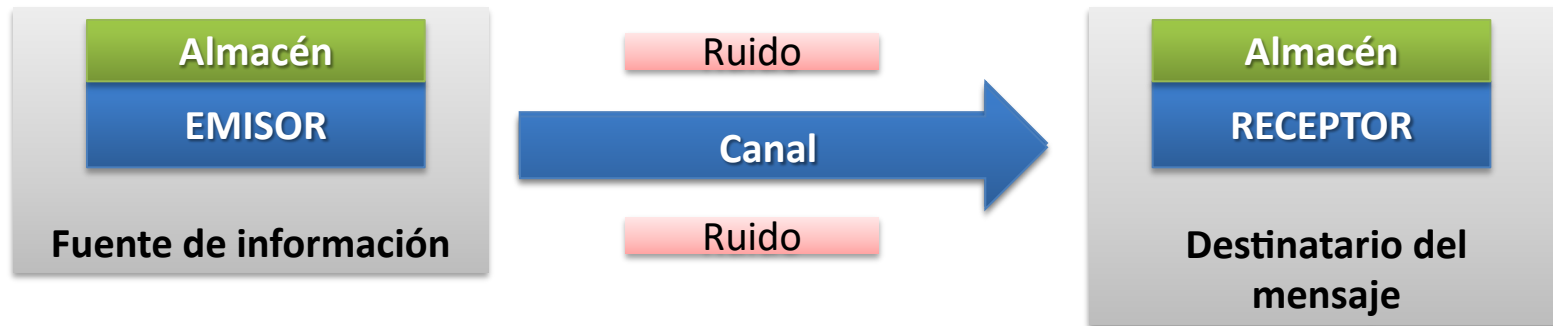 Almacén
EMISOR
Fuente de información
Ruido
Canal
Ruido
Almacén
RECEPTOR
Destinatario del
mensaje